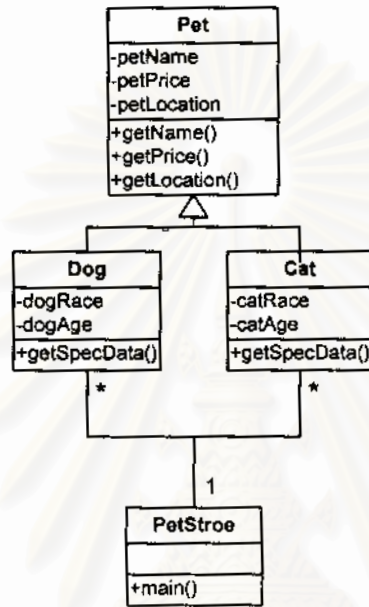 Pet
-petName
-petPrice
-petLocation
+getName()
+getPrice()
+getLocation()
Dog
-dogRace
-dogAge
+getSpecData()
Cat
-catRace
-catAge
+getSpecData()
*
*
1
PetStroe
+main()